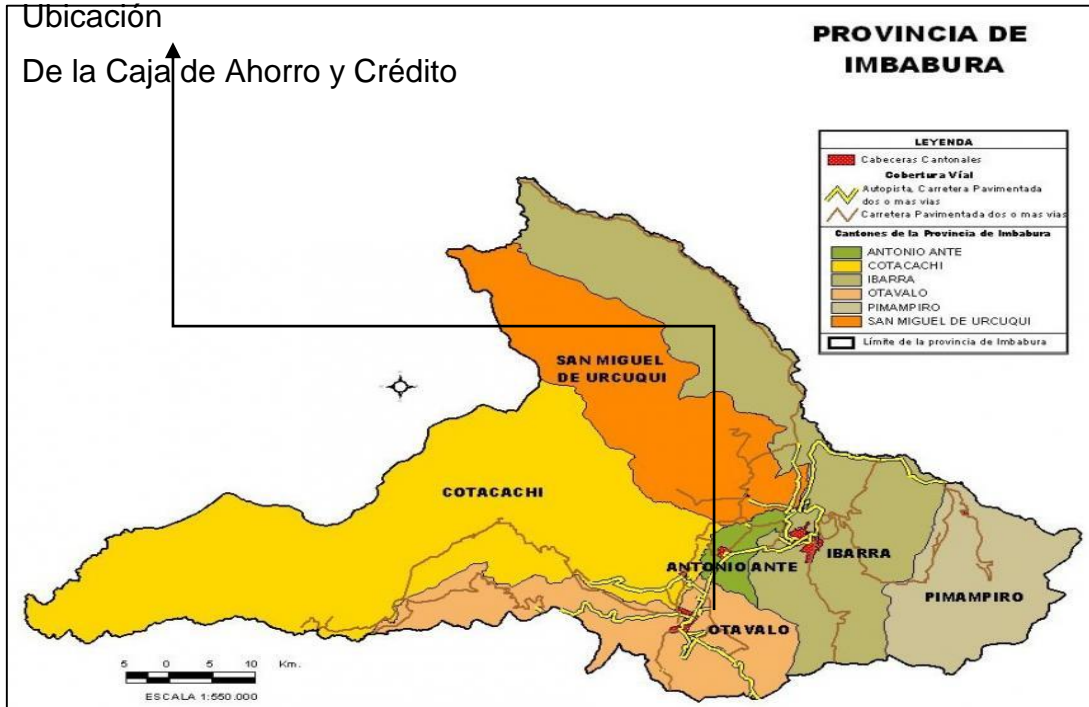 Ubicación
De la Caja de Ahorro y Crédito
PROVINCIA DE
IMBABURA
LEYENDA
Cabeceras Cantonales
Cobertura Víal
Autopista, Carretera Pavimentada
dos o mas vias
Carretera Pavimentada dos o mas vias
Cantones de la Provincia de Imbabura
ANTONIO ANTE
COTACACHI
IBARRA
OTAVALO
PIMAMPIRO
SAN MIGUEL DE URCUQUI
Límite de la provincia de Imbabura
SAN MIGUEL
DE URCUQUI
COTACACHI
IBARRA
ANTONIO ANTE
PIMAMPIRO
OTAVALO
5 0 5 10 Km.
ESCALA 1:550.000